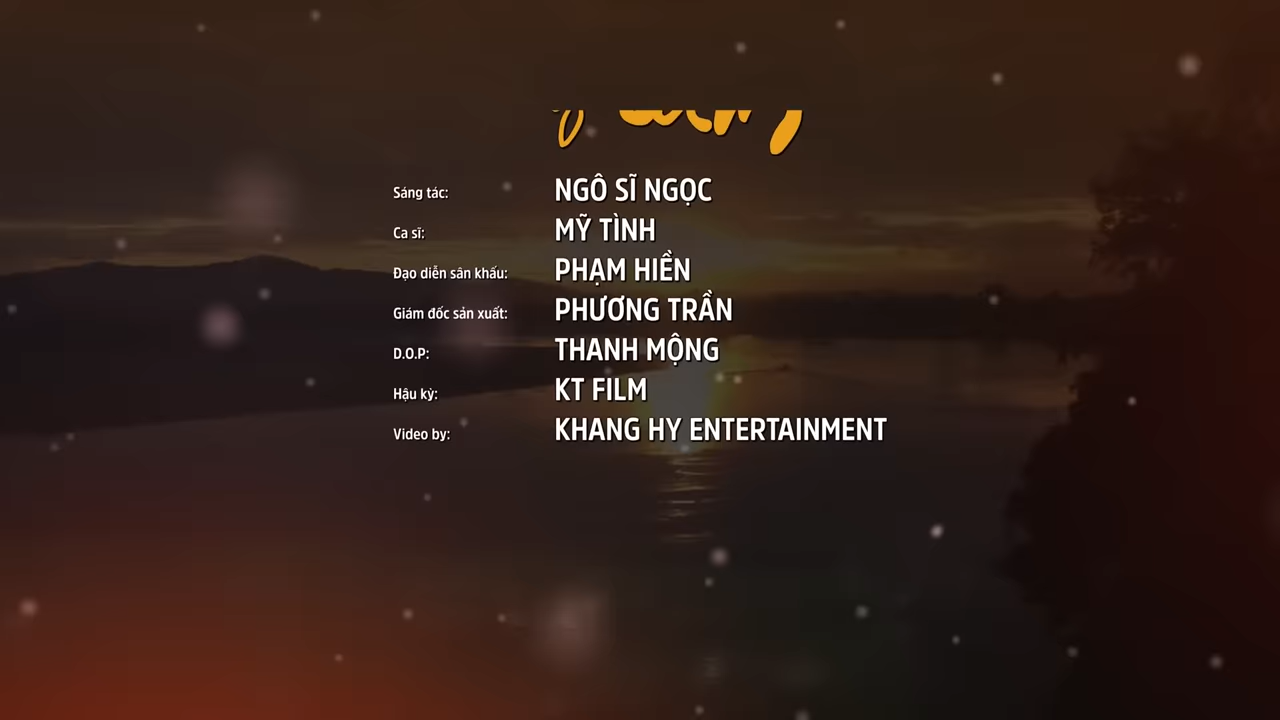 Sáng tác: NGÔ SĨ NGỌC
Ca sĩ: MỸ TÌNH
Đạo diễn sân khấu: PHẠM HIỀN
Giám đốc sản xuất: PHƯƠNG TRẦN
D.O.P: THANH MỘNG
Hậu kỳ: KT FILM
Video by: KHANG HY ENTERTAINMENT